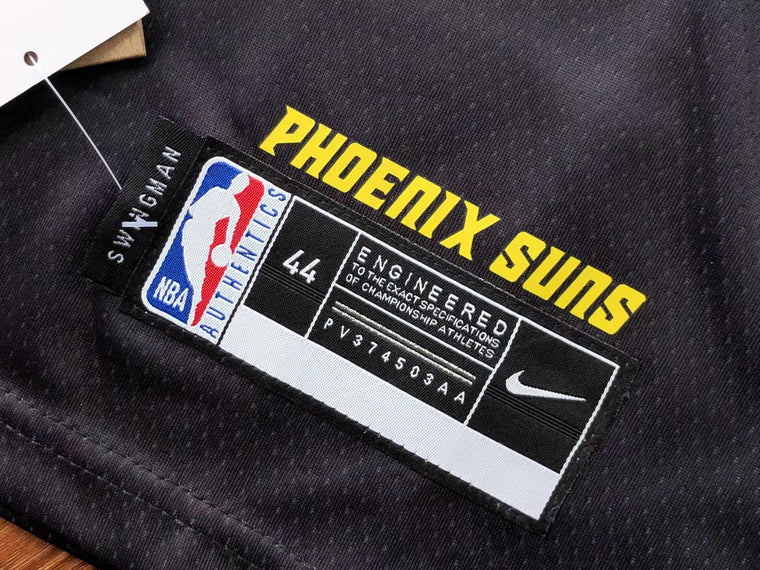 PHOENIX SUNS
SWINGMAN
NBA
AUTHENTICS
44
ENGINEERED
TO THE EXACT SPECIFICATIONS
OF CHAMPIONSHIP ATHLETES
PV374503AA